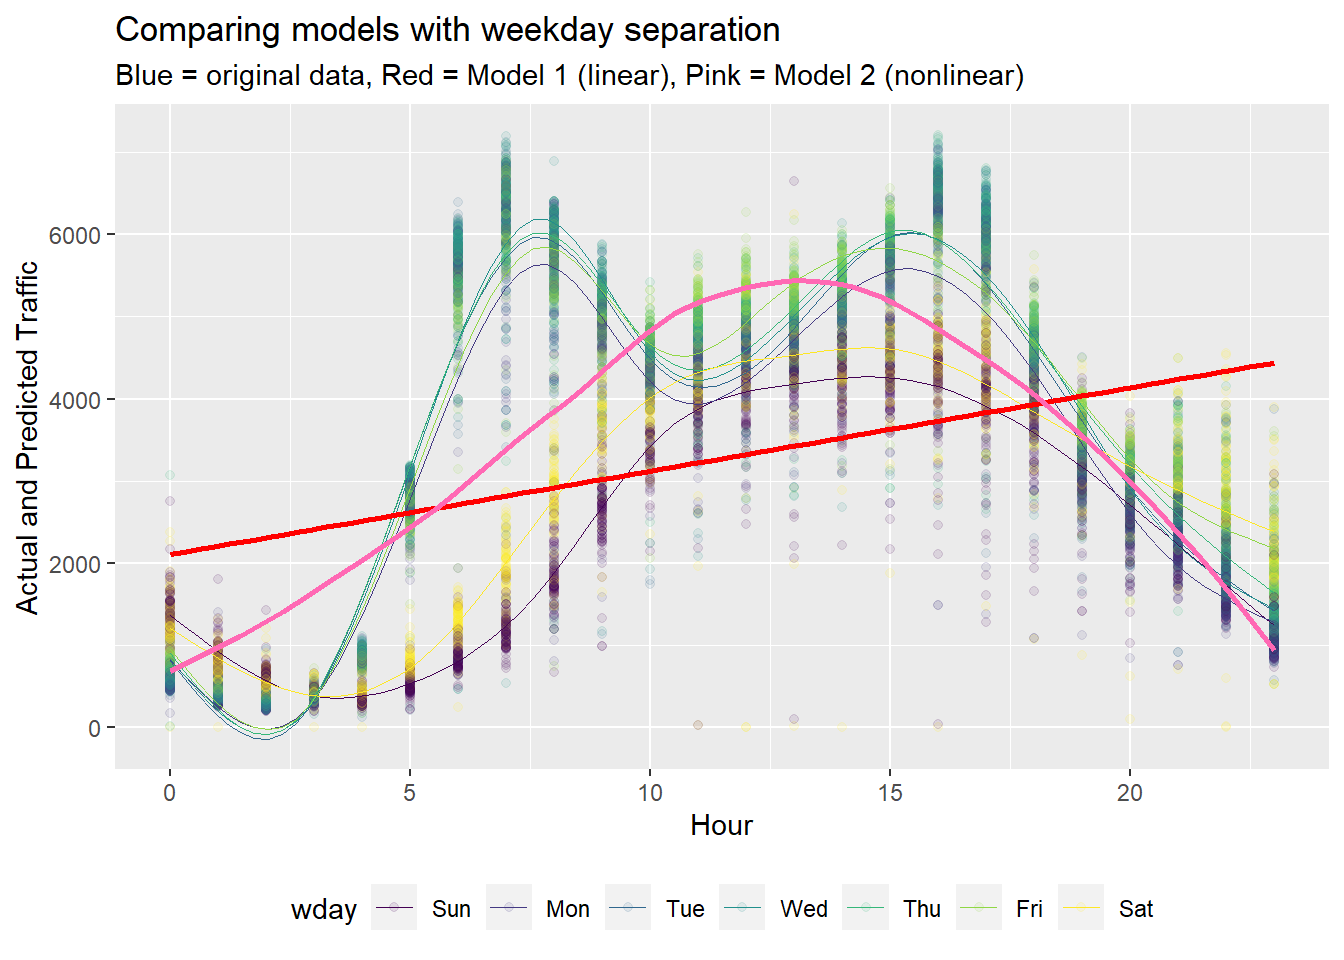 Comparing models with weekday separation
Blue = original data, Red = Model 1 (linear), Pink = Model 2 (nonlinear)
Actual and Predicted Traffic
6000
4000
2000
0
0 5 10 15 20
Hour
wday Sun Mon Tue Wed Thu Fri Sat